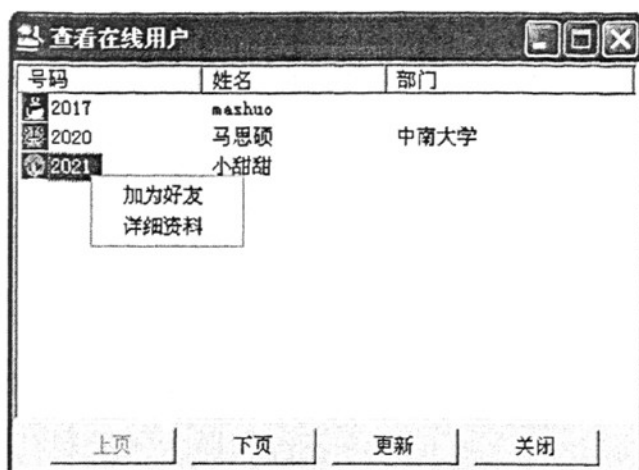 查看在线用户
号码 姓名 部门
2017 mashuo
2020 马思硕 中南大学
2021 小甜甜
加为好友
详细资料
上页 下页 更新 关闭